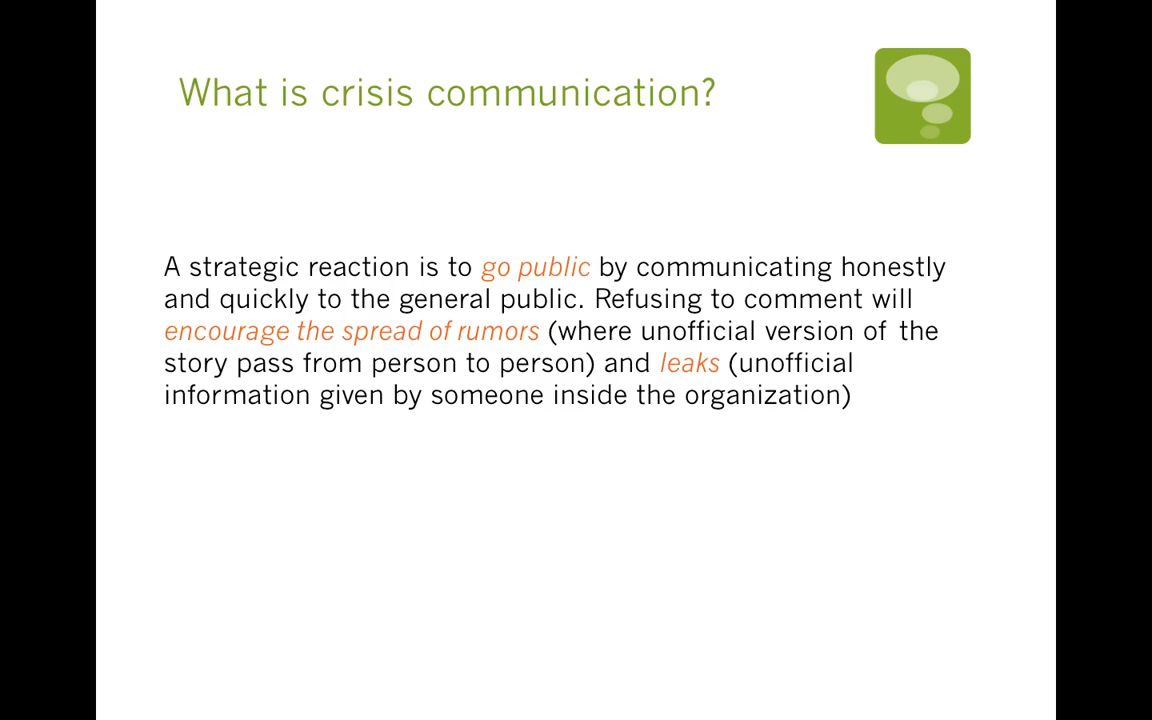 What is crisis communication?
A strategic reaction is to go public by communicating honestly
and quickly to the general public. Refusing to comment will
encourage the spread of rumors (where unofficial version of the
story pass from person to person) and leaks (unofficial
information given by someone inside the organization)